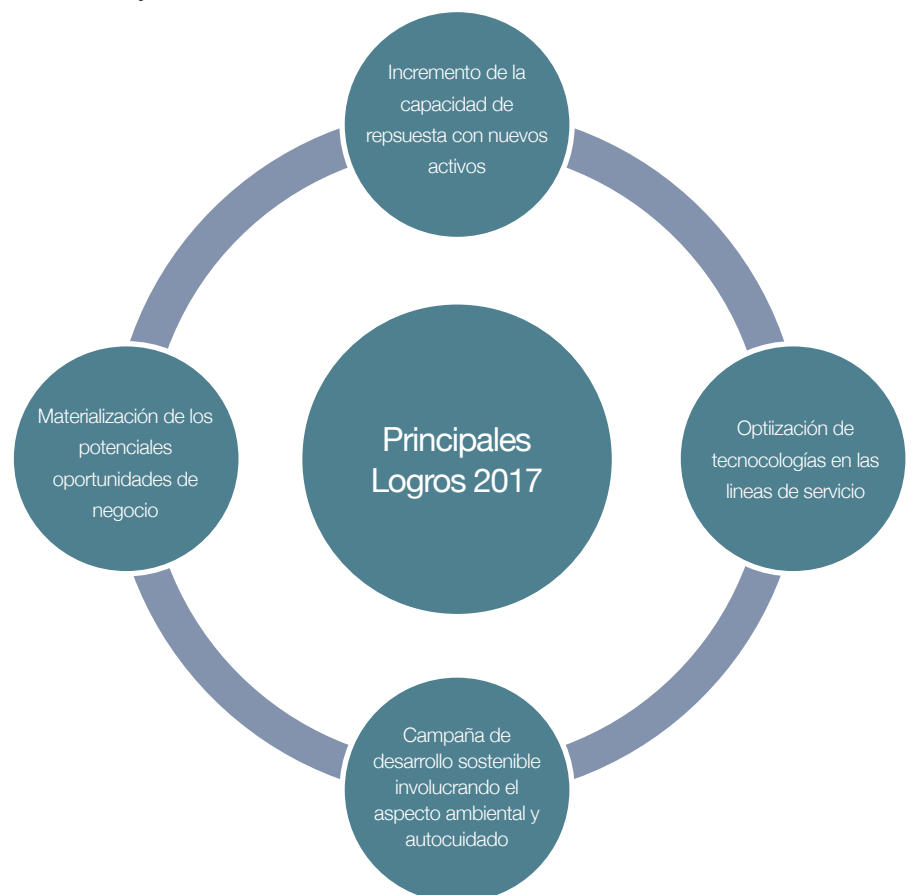 Incremento de la
capacidad de
repsuesta con nuevos
activos
Materialización de los
potenciales
oportunidades de
negocio
Principales
Logros 2017
Optiización de
tecnocologías en las
lineas de servicio
Campaña de
desarrollo sostenible
involucrando el
aspecto ambiental y
autocuidado